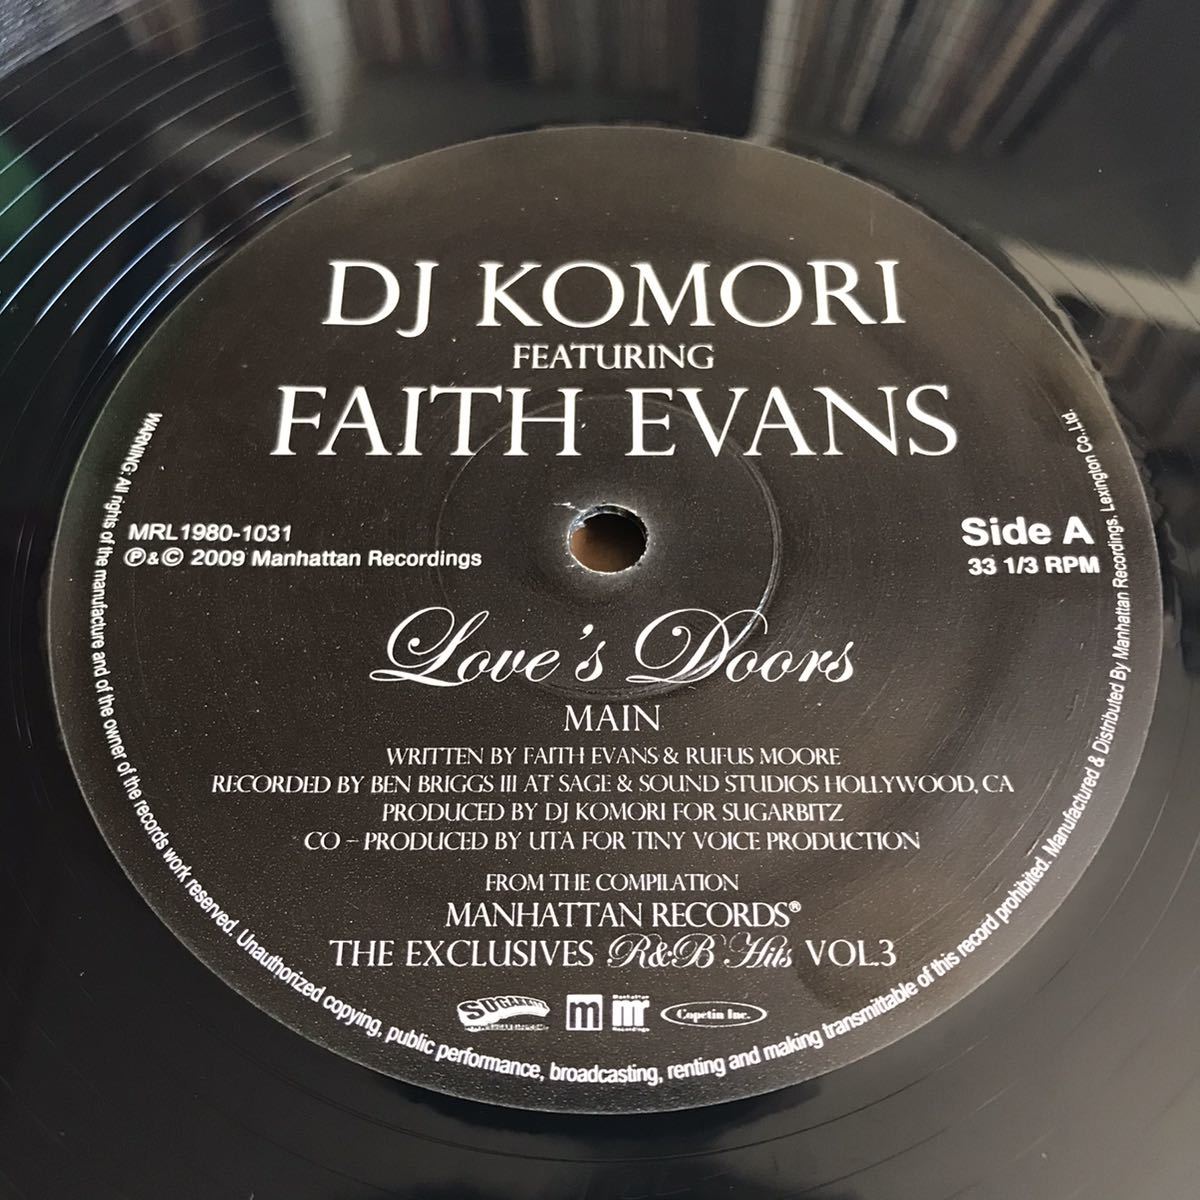 DJ KOMORI
FEATURING
FAITH EVANS
MRL1980-1031
Ⓟ&© 2009 Manhattan Recordings
Side A
33 1/3 RPM
Love's Doors
MAIN
WRITTEN BY FAITH EVANS & RUFUS MOORE
RECORDED BY BEN BRIGGS III AT SAGE & SOUND STUDIOS HOLLYWOOD, CA
PRODUCED BY DJ KOMORI FOR SUGARBITZ
CO – PRODUCED BY UTA FOR TINY VOICE PRODUCTION
FROM THE COMPILATION
MANHATTAN RECORDS®
THE EXCLUSIVES R&B Hits VOL.3
SUGARBITZ
m
Manhattan
mr
Recordings
Copetin Inc.
WARNING: All rights of the manufacture and of the owner of the records work reserved. Unauthorized copying, public performance, broadcasting, renting and making transmittable of this record prohibited. Manufactured & Distributed By Manhattan Recordings, Lexington Co., Ltd.